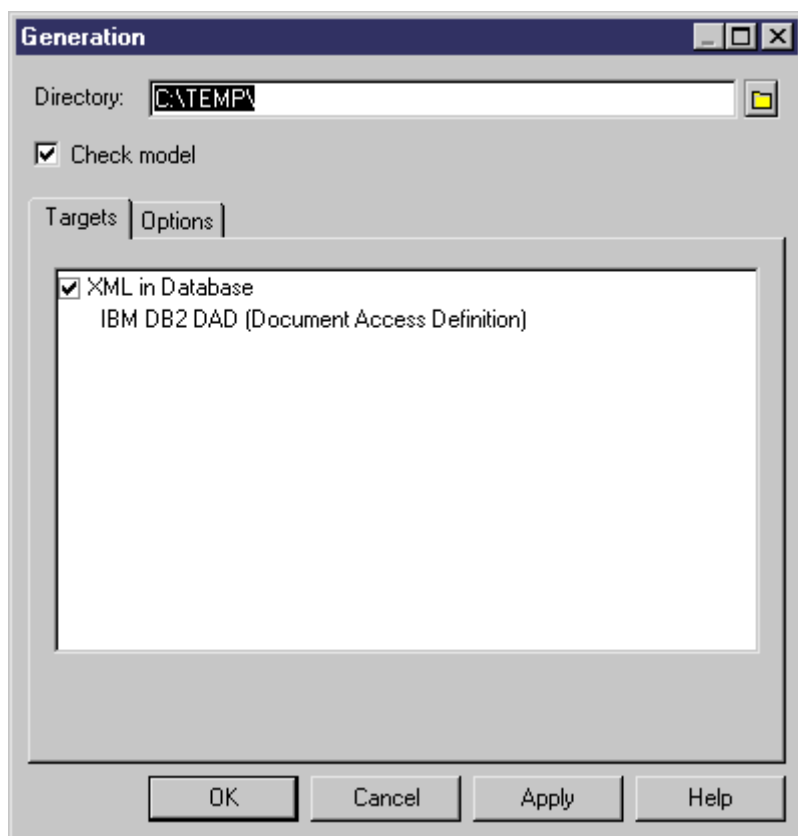 Generation
Directory: C:\TEMP\
Check model
Targets Options
XML in Database
IBM DB2 DAD (Document Access Definition)
OK Cancel Apply Help